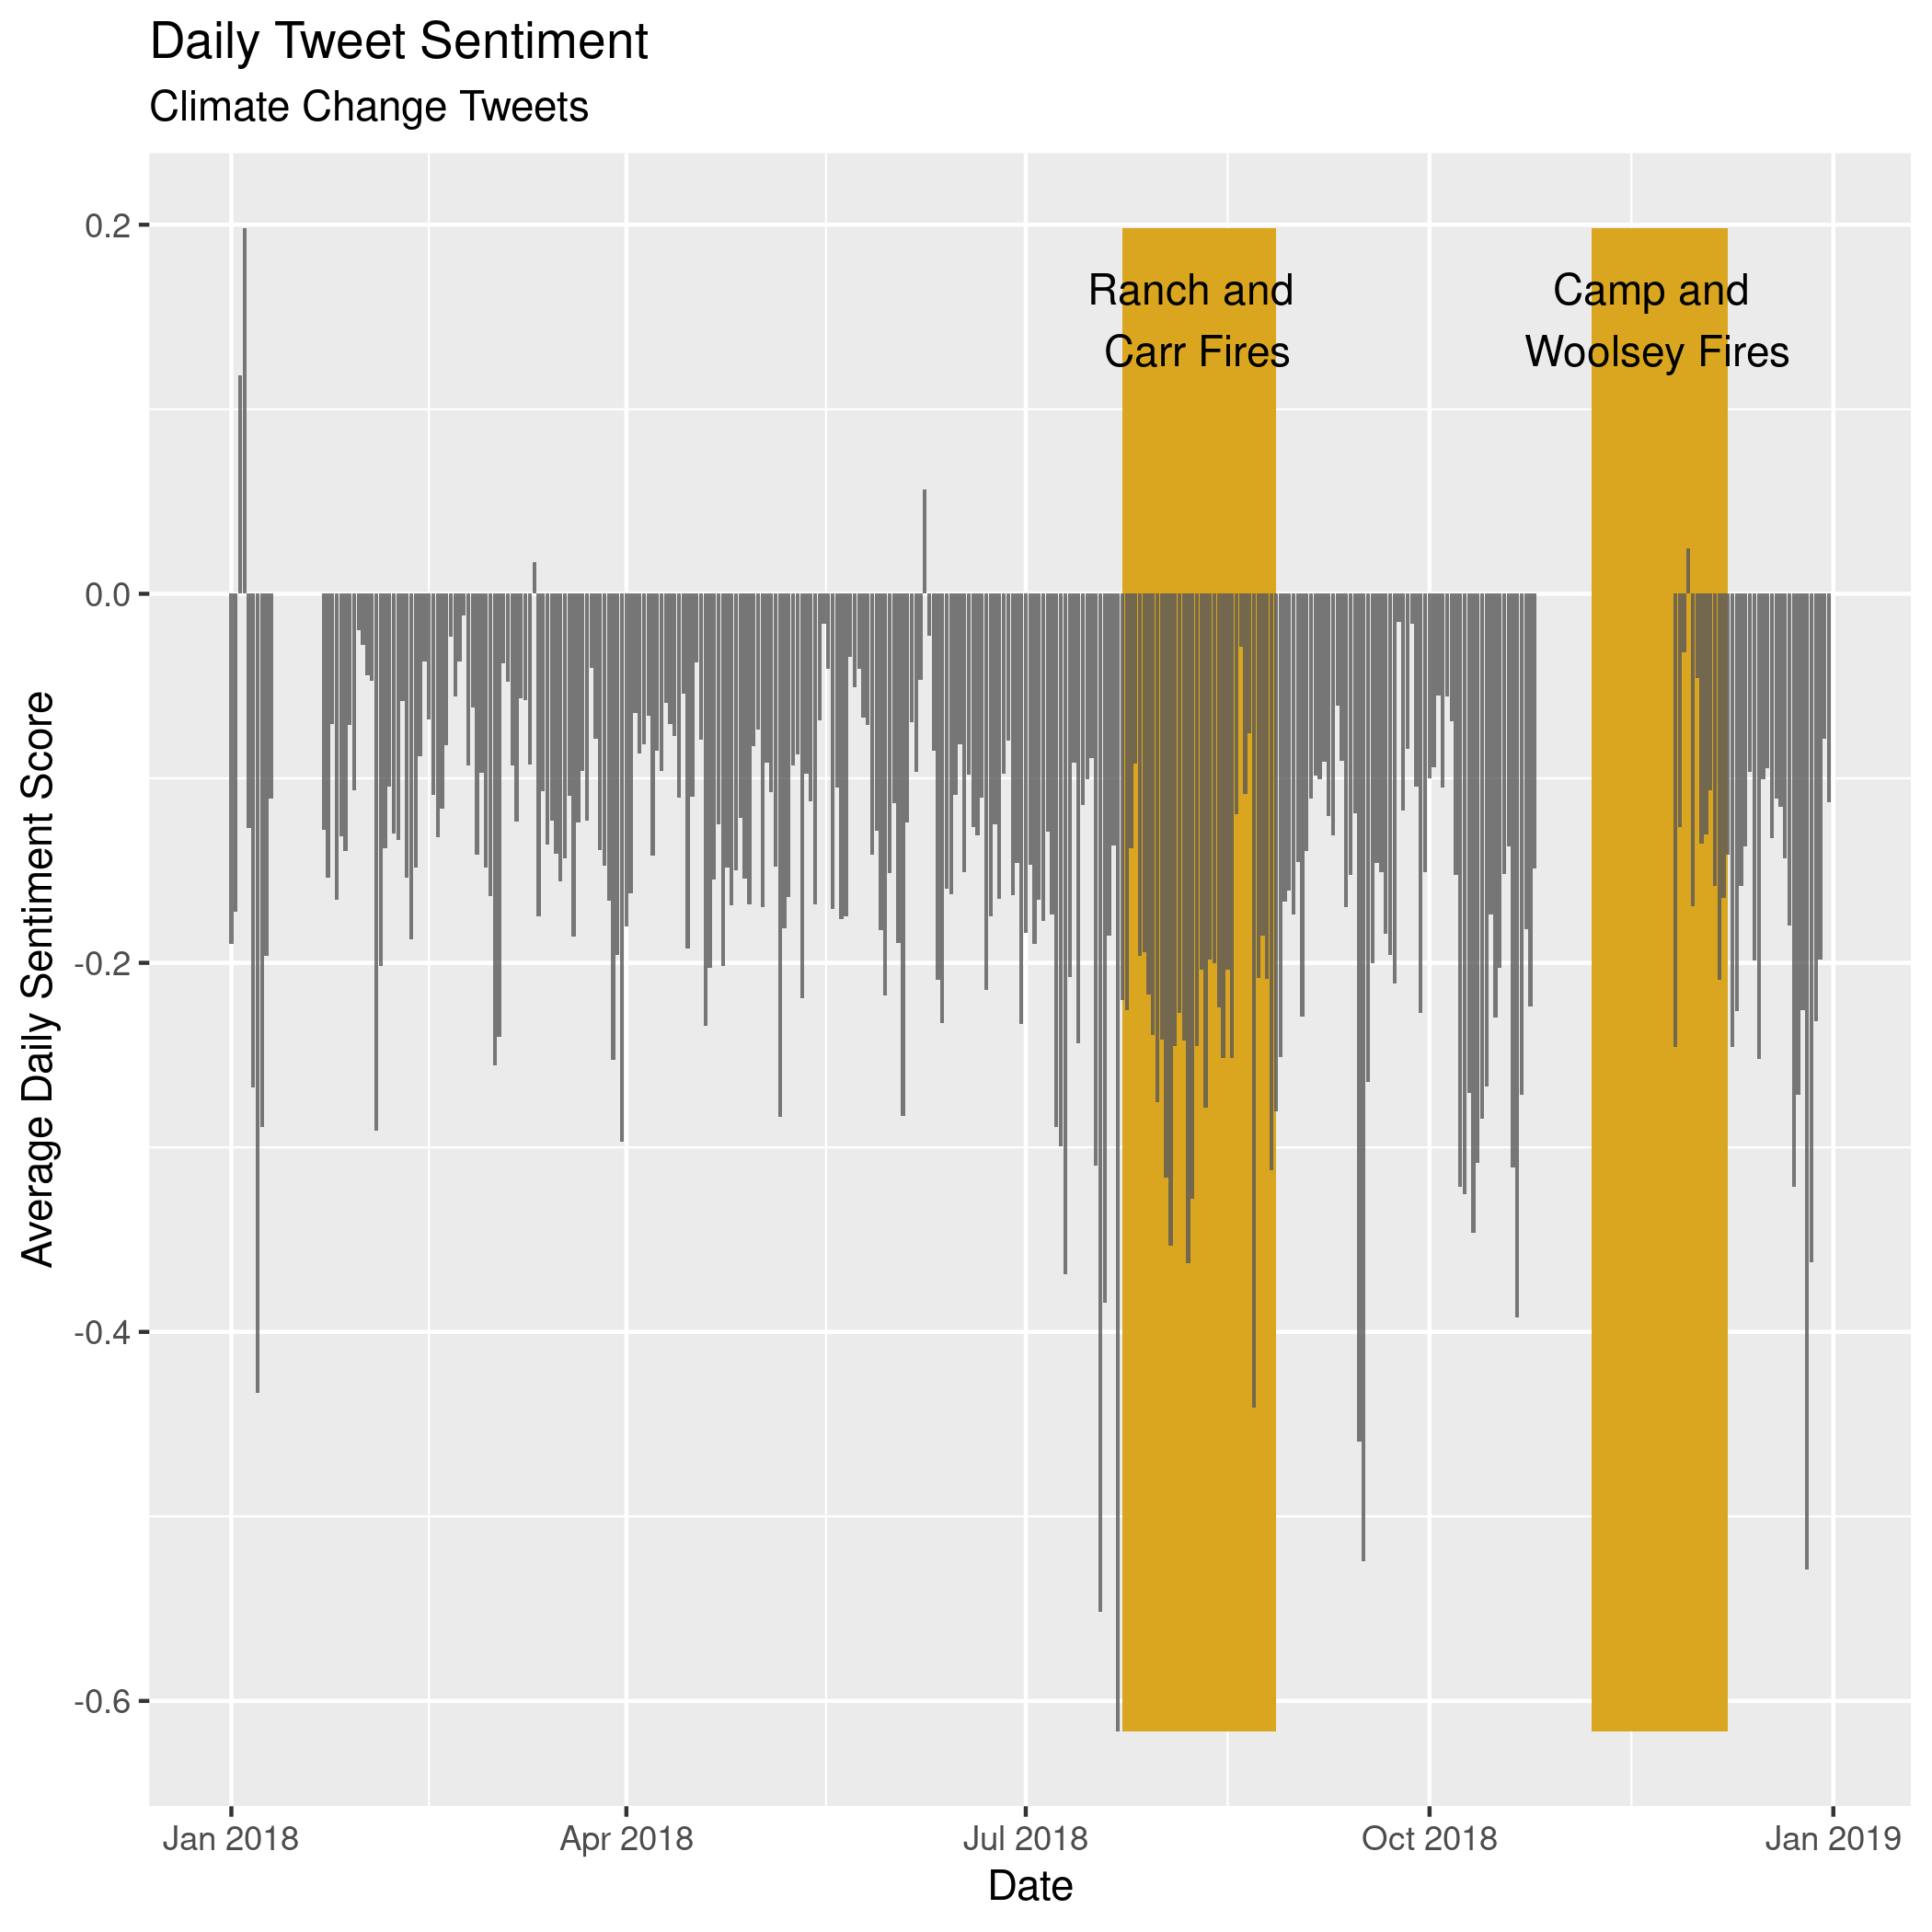 Daily Tweet Sentiment
Climate Change Tweets
0.2
0.0
-0.2
-0.4
-0.6
Average Daily Sentiment Score
Ranch and
Carr Fires
Camp and
Woolsey Fires
Jan 2018
Apr 2018
Jul 2018
Oct 2018
Jan 2019
Date